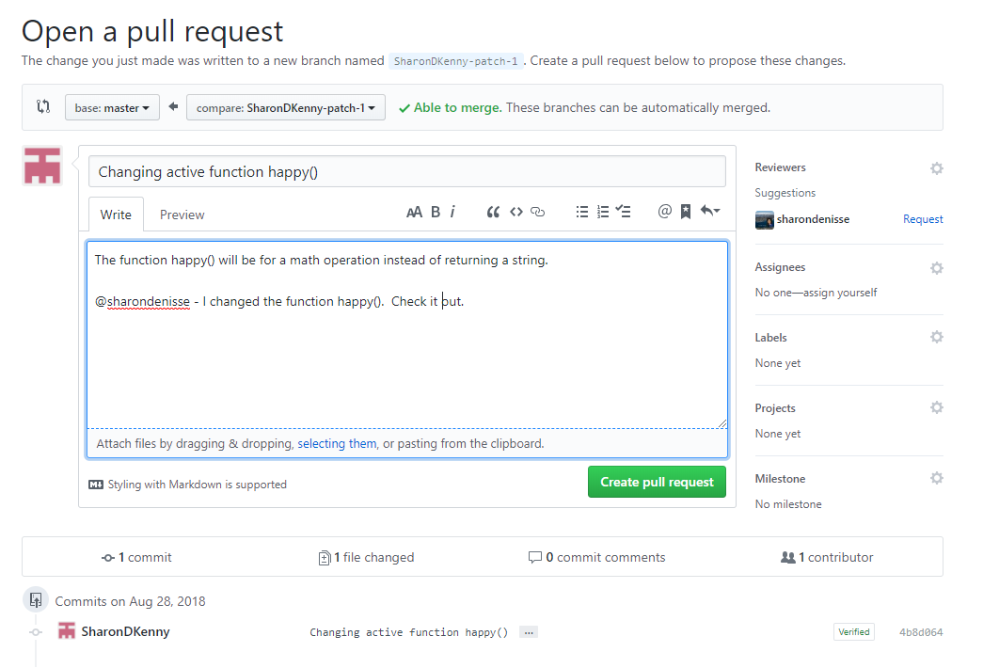 Open a pull request
The change you just made was written to a new branch named SharonDKenny-patch-1 . Create a pull request below to propose these changes.
base: master compare: SharonDKenny-patch-1 Able to merge. These branches can be automatically merged.
Changing active function happy()
Write Preview AA B i
The function happy() will be for a math operation instead of returning a string.
@sharondenisse - I changed the function happy().  Check it out.
Attach files by dragging & dropping, selecting them, or pasting from the clipboard.
Styling with Markdown is supported
Create pull request
Reviewers
Suggestions
sharondenisse Request
Assignees
No one—assign yourself
Labels
None yet
Projects
None yet
Milestone
No milestone
1 commit 1 file changed 0 commit comments 1 contributor
Commits on Aug 28, 2018
SharonDKenny Changing active function happy() … Verified 4b8d064